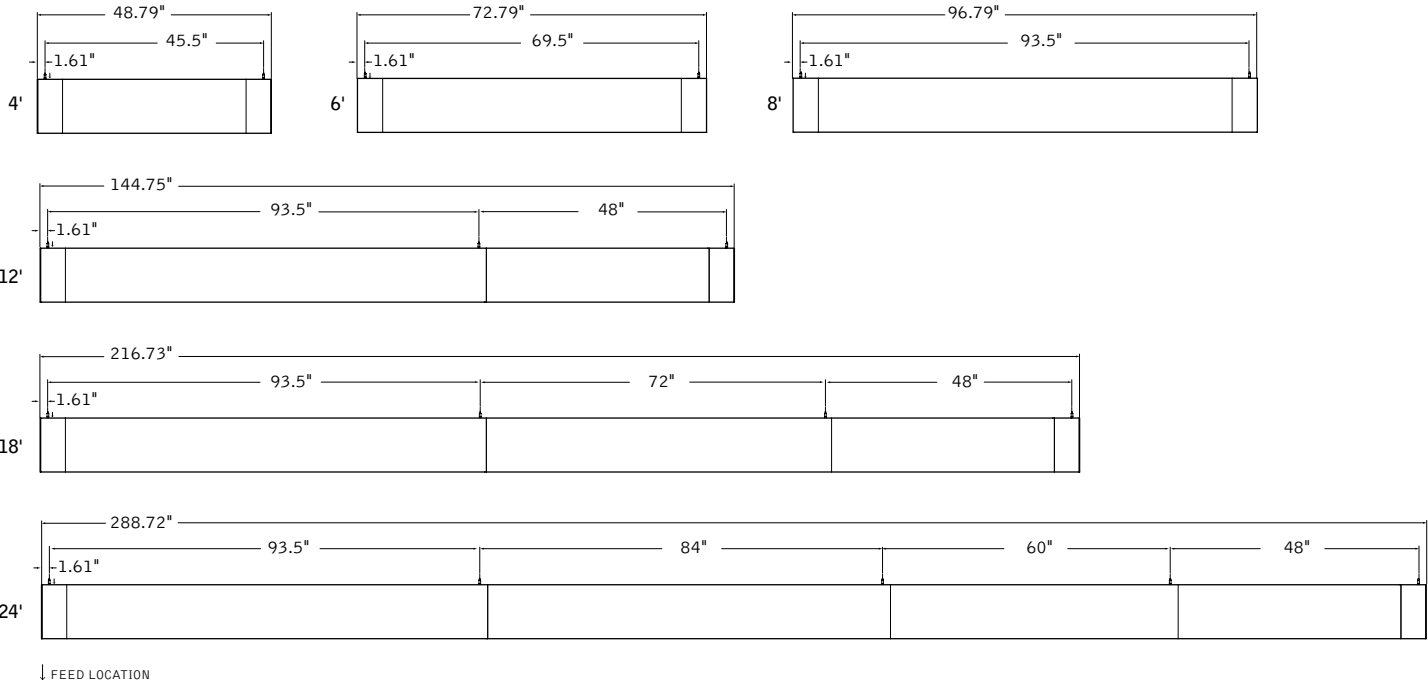 48.79" 72.79" 96.79"
45.5" 69.5" 93.5"
1.61" 1.61" 1.61"
4' 6' 8'
144.75"
93.5" 48"
1.61"
12'
216.73"
93.5" 72" 48"
1.61"
18'
288.72"
93.5" 84" 60" 48"
1.61"
24'
FEED LOCATION